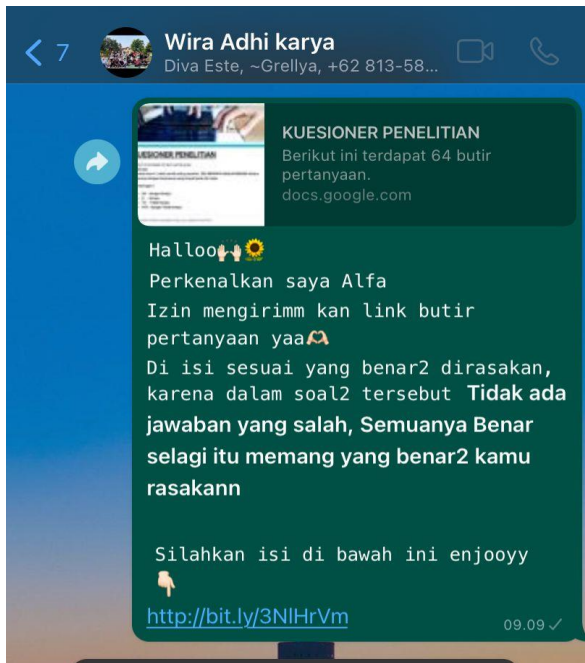 7
Wira Adhi karya
Diva Este, ~Grellya, +62 813-58...
KUESIONER PENELITIAN
KUESIONER PENELITIAN
Berikut ini terdapat 64 butir
pertanyaan.
docs.google.com
Halloo🙌🏻🌻
Perkenalkan saya Alfa
Izin mengirimm kan link butir
pertanyaan yaa🫶🏻
Di isi sesuai yang benar2 dirasakan,
karena dalam soal2 tersebut Tidak ada
jawaban yang salah, Semuanya Benar
selagi itu memang yang benar2 kamu
rasakann
Silahkan isi di bawah ini enjooyy
👇🏻
http://bit.ly/3NlHrVm
09.09